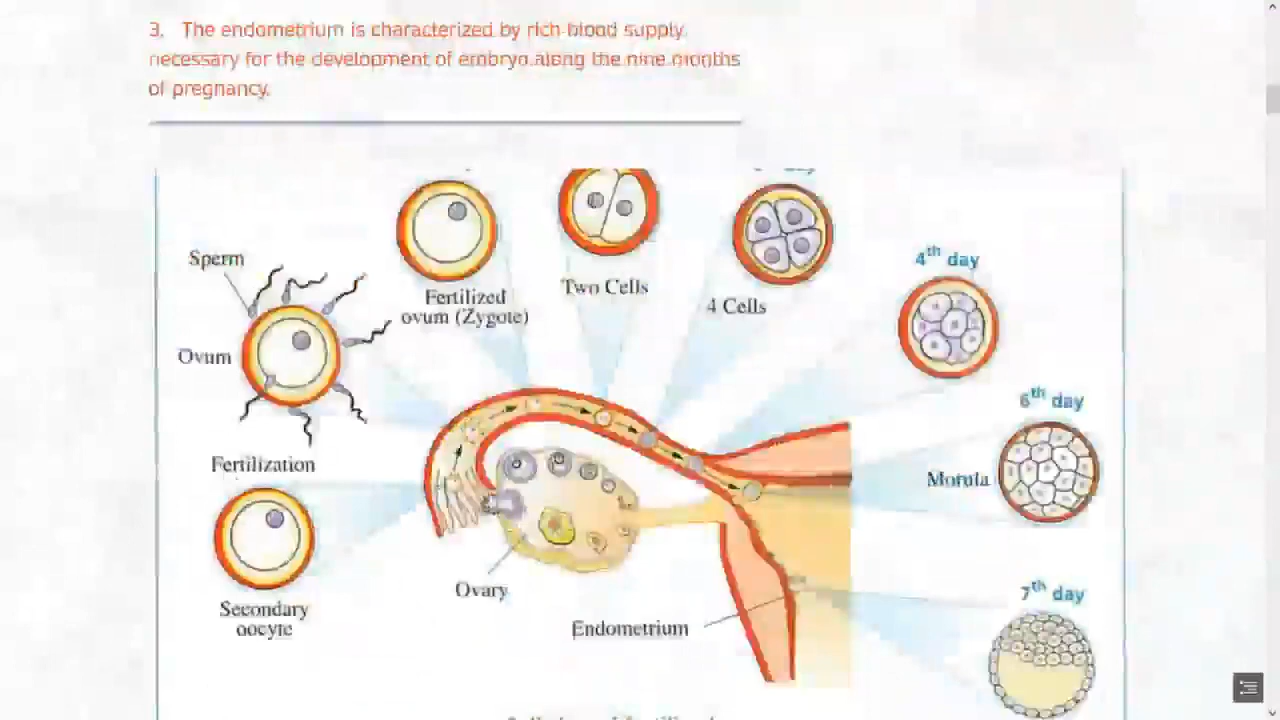 3. The endometrium is characterized by rich blood supply,
necessary for the development of embryo along the nine months
of pregnancy.
day
Sperm
4th day
Two Cells
Fertilized
ovum (Zygote)
4 Cells
Ovum
6th day
Fertilization
Morula
Ovary
7th day
Secondary
oocyte
Endometrium